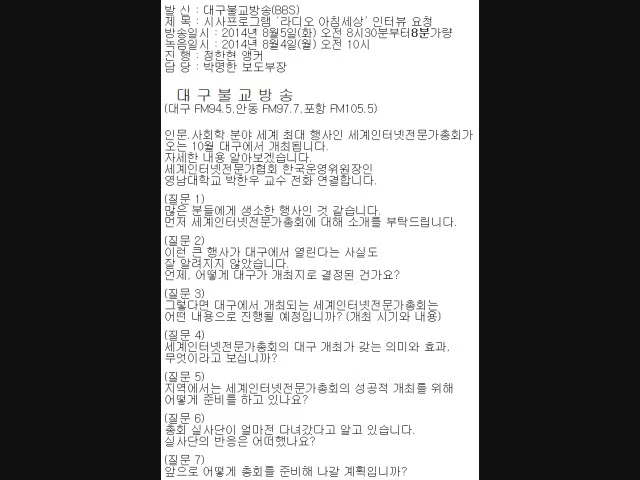 발 신 : 대구불교방송(BBS)
제 목 : 시사프로그램 '라디오 아침세상' 인터뷰 요청
방송일시 : 2014년 8월5일(화) 오전 8시30분부터8분가량
녹음일시 : 2014년 8월4일(월) 오전 10시
진 행 : 정한현 앵커
담 당 : 박명한 보도부장
대 구 불 교 방 송
(대구 FM94.5.안동 FM97.7.포항 FM105.5)
인문.사회학 분야 세계 최대 행사인 세계인터넷전문가총회가
오는 10월 대구에서 개최됩니다.
자세한 내용 알아보겠습니다.
세계인터넷전문가협회 한국운영위원장인
영남대학교 박한우 교수 전화 연결합니다.
(질문 1)
많은 분들에게 생소한 행사인 것 같습니다.
먼저 세계인터넷전문가총회에 대해 소개를 부탁드립니다.
(질문 2)
이런 큰 행사가 대구에서 열린다는 사실도
잘 알려지지 않았습니다.
언제. 어떻게 대구가 개최지로 결정된 건가요?
(질문 3)
그렇다면 대구에서 개최되는 세계인터넷전문가총회는
어떤 내용으로 진행될 예정입니까? (개최 시기와 내용)
(질문 4)
세계인터넷전문가총회의 대구 개최가 갖는 의미와 효과.
무엇이라고 보십니까?
(질문 5)
지역에서는 세계인터넷전문가총회의 성공적 개최를 위해
어떻게 준비를 하고 있나요?
(질문 6)
총회 실사단이 얼마전 다녀갔다고 알고 있습니다.
실사단의 반응은 어떠했나요?
(질문 7)
앞으로 어떻게 총회를 준비해 나갈 계획입니까?